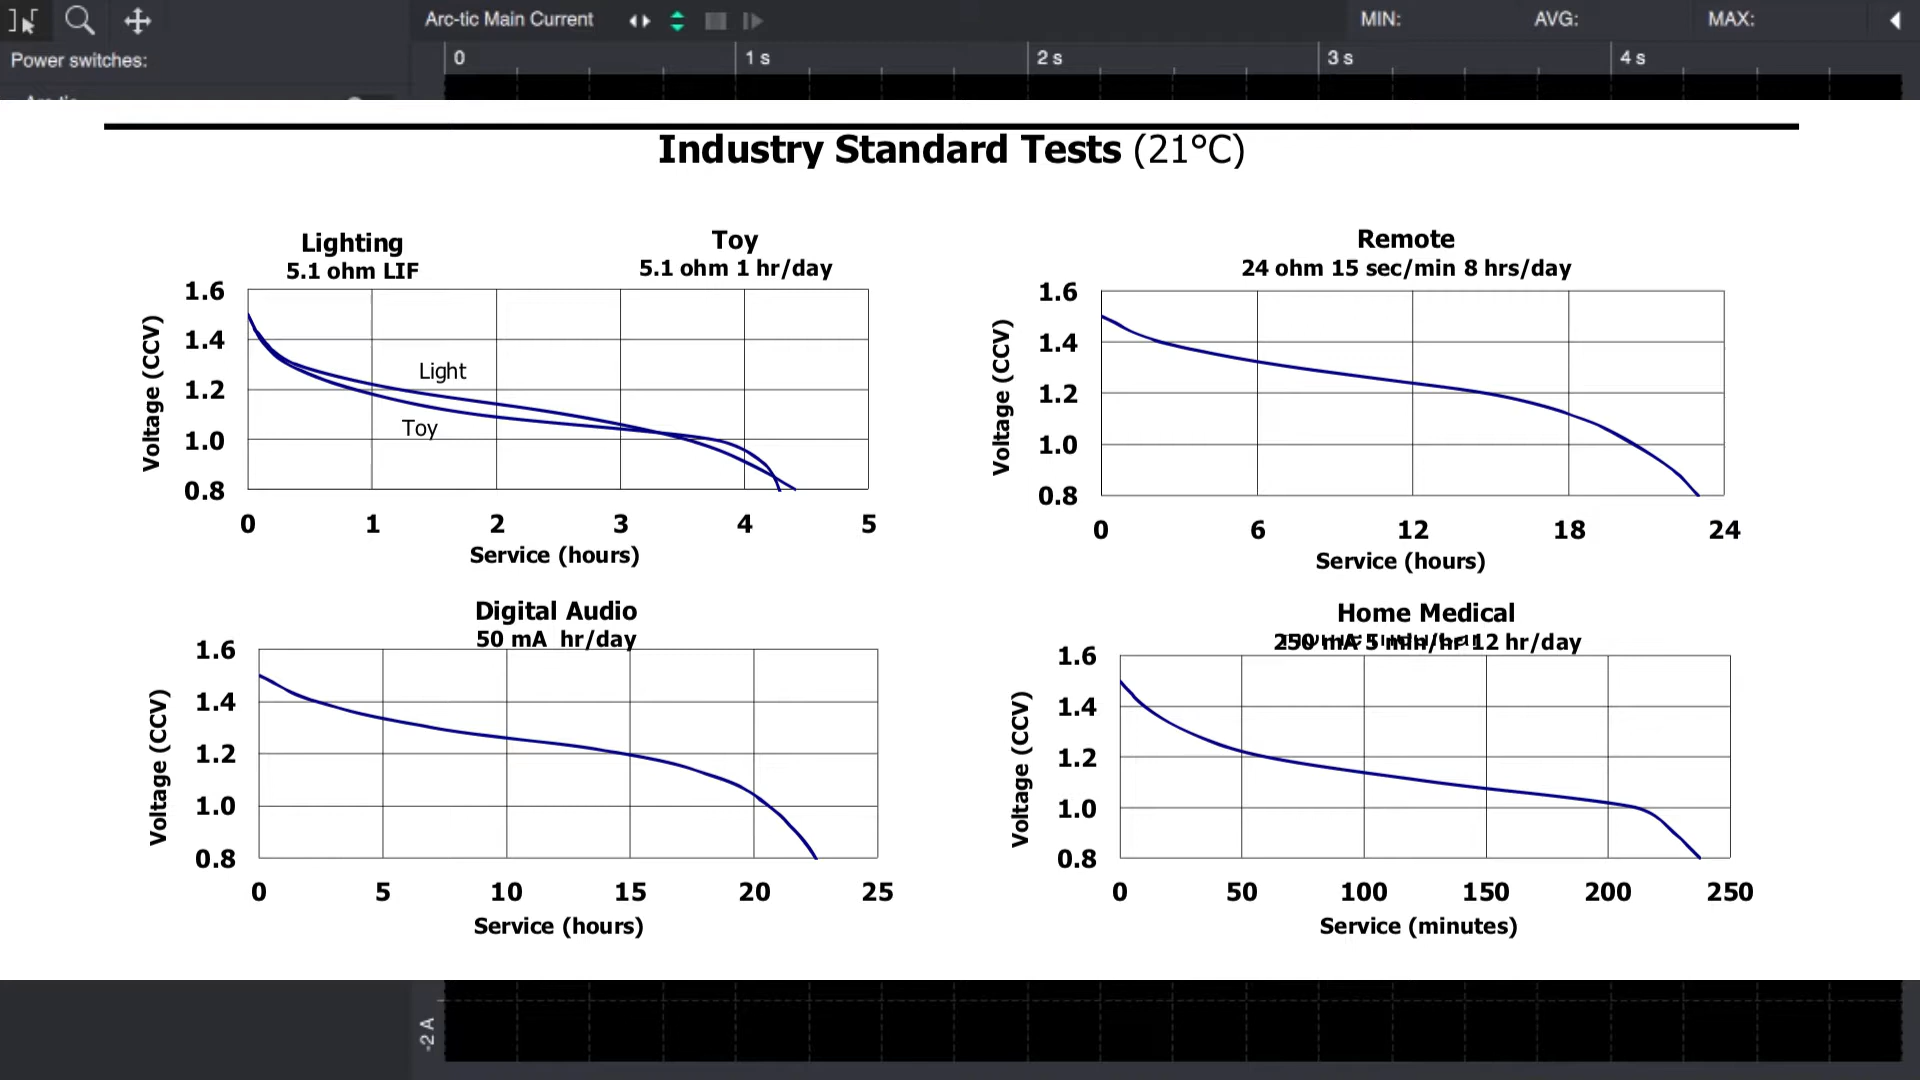 Arc-tic Main Current
MIN:
AVG:
MAX:
Power switches:
0
1 s
2 s
3 s
4 s
Industry Standard Tests (21°C)
Lighting
5.1 ohm LIF
Toy
5.1 ohm 1 hr/day
Voltage (CCV)
1.6
1.4
1.2
1.0
0.8
Light
Toy
0 1 2 3 4 5
Service (hours)
Remote
24 ohm 15 sec/min 8 hrs/day
Voltage (CCV)
1.6
1.4
1.2
1.0
0.8
0 6 12 18 24
Service (hours)
Digital Audio
50 mA hr/day
Voltage (CCV)
1.6
1.4
1.2
1.0
0.8
0 5 10 15 20 25
Service (hours)
Home Medical
250 mA 5 min/hr 12 hr/day
Voltage (CCV)
1.6
1.4
1.2
1.0
0.8
0 50 100 150 200 250
Service (minutes)
-2 A